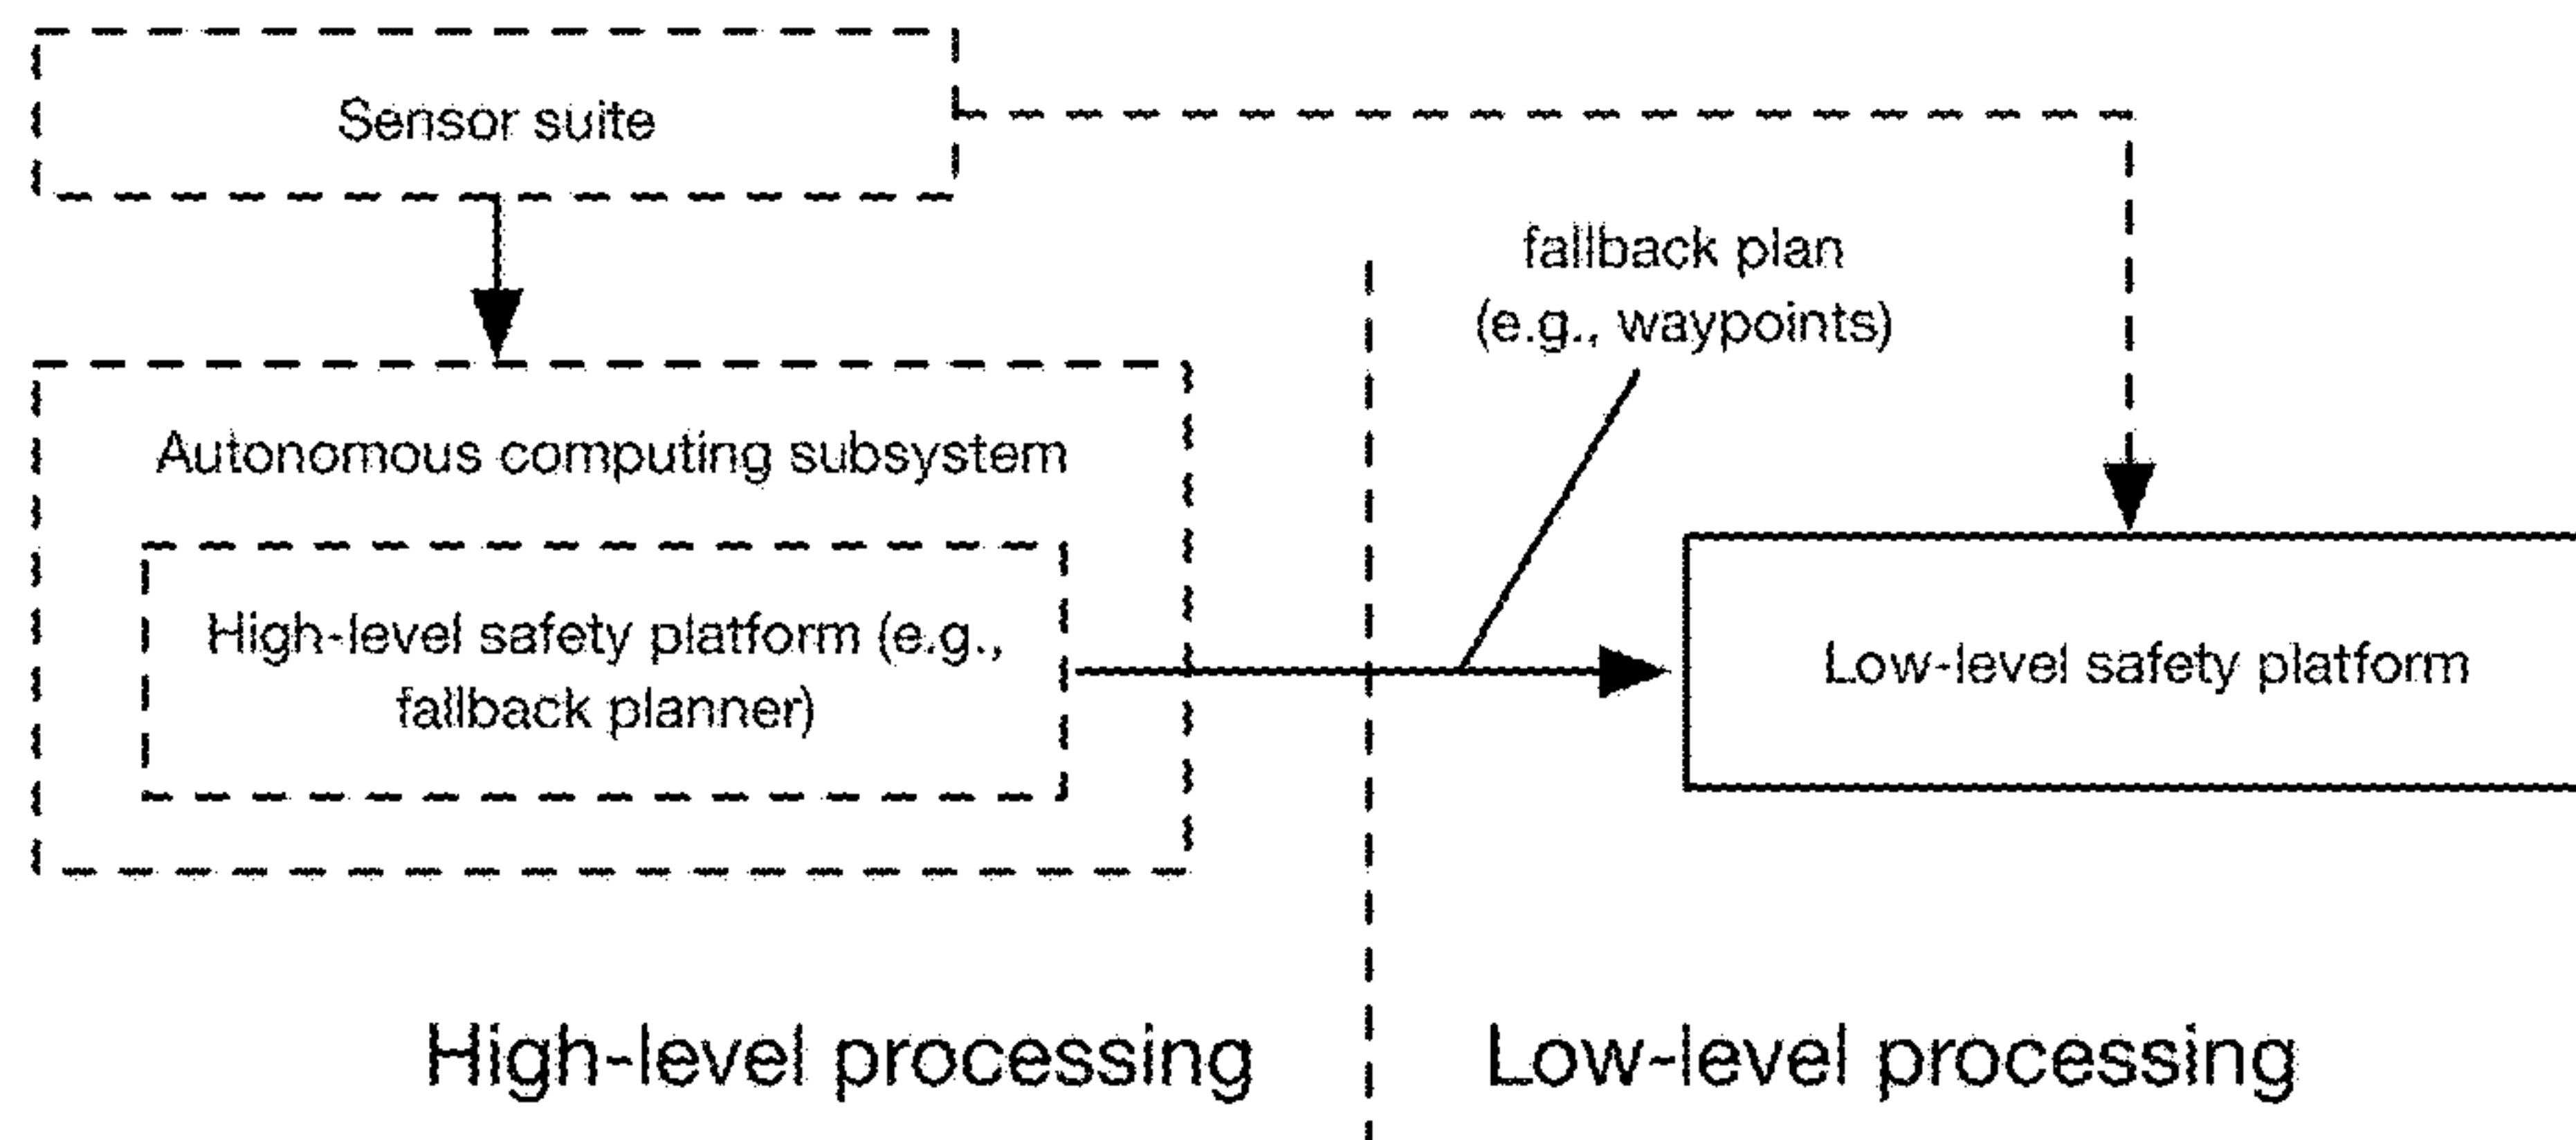 Sensor suite
fallback plan
(e.g., waypoints)
Autonomous computing subsystem
High-level safety platform (e.g.,
fallback planner)
Low-level safety platform
High-level processing
Low-level processing